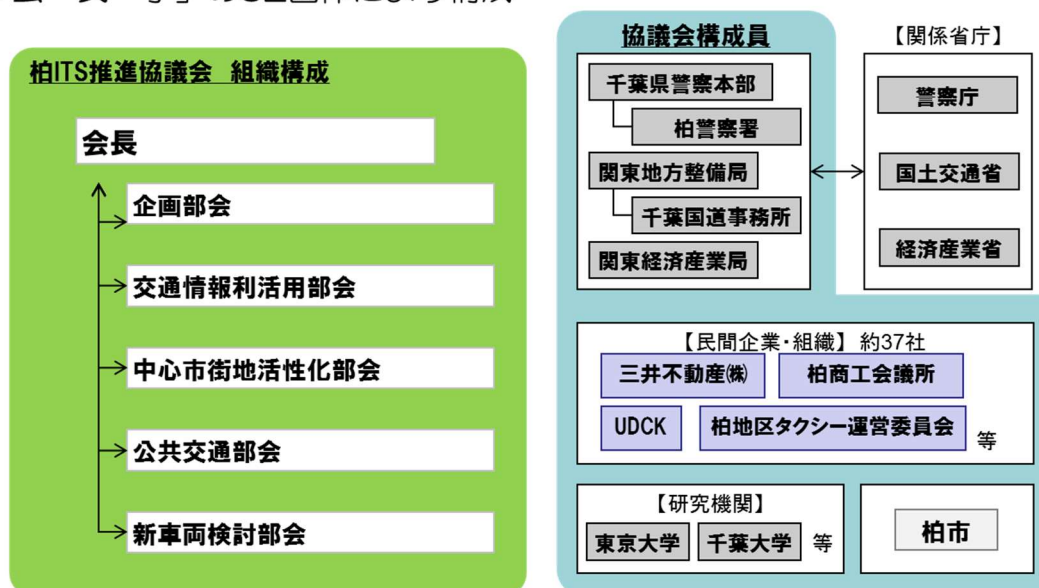 柏ITS推進協議会 組織構成
会長
企画部会
交通情報利活用部会
中心市街地活性化部会
公共交通部会
新車両検討部会
協議会構成員
千葉県警察本部
柏警察署
関東地方整備局
千葉国道事務所
関東経済産業局
【関係省庁】
警察庁
国土交通省
経済産業省
【民間企業・組織】 約37社
三井不動産㈱ 柏商工会議所
UDCK 柏地区タクシー運営委員会 等
【研究機関】
東京大学 千葉大学 等
柏市